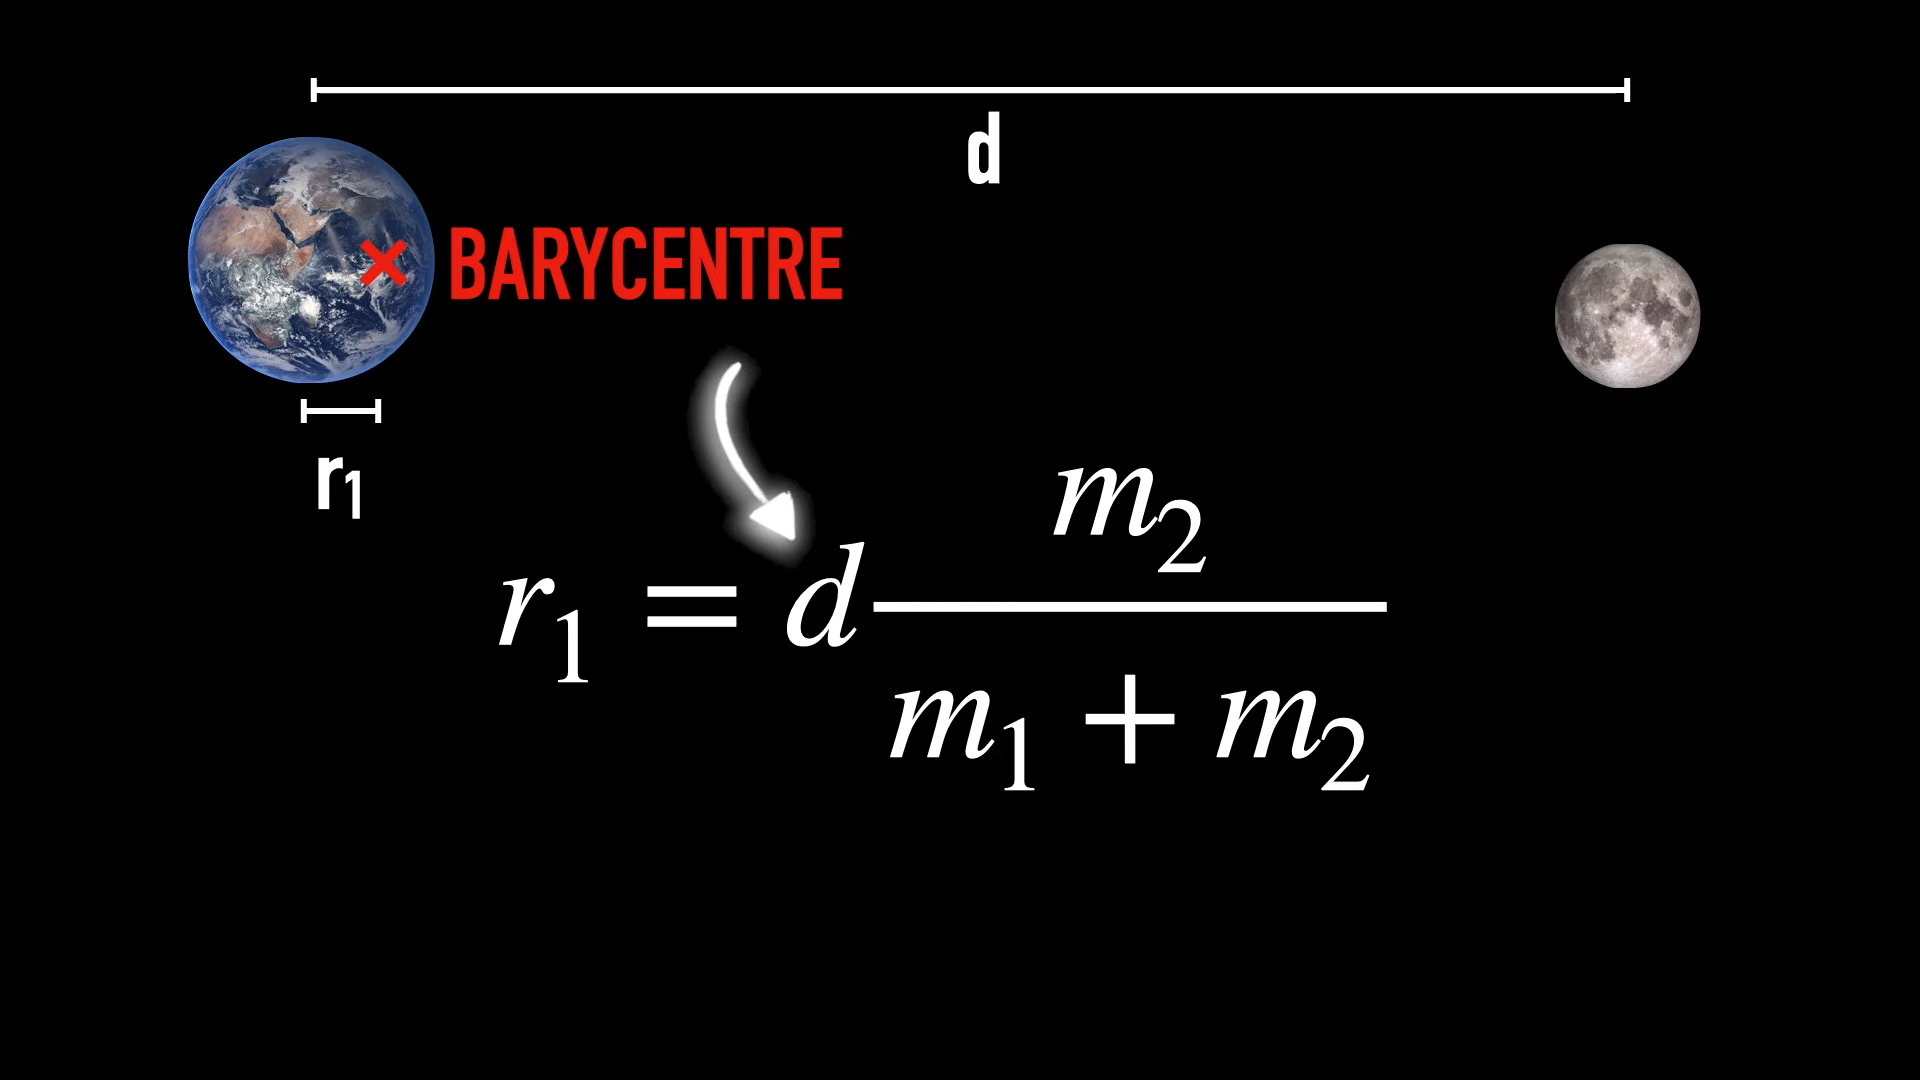 d
BARYCENTRE
r₁
r₁ = d m₂ / (m₁ + m₂)